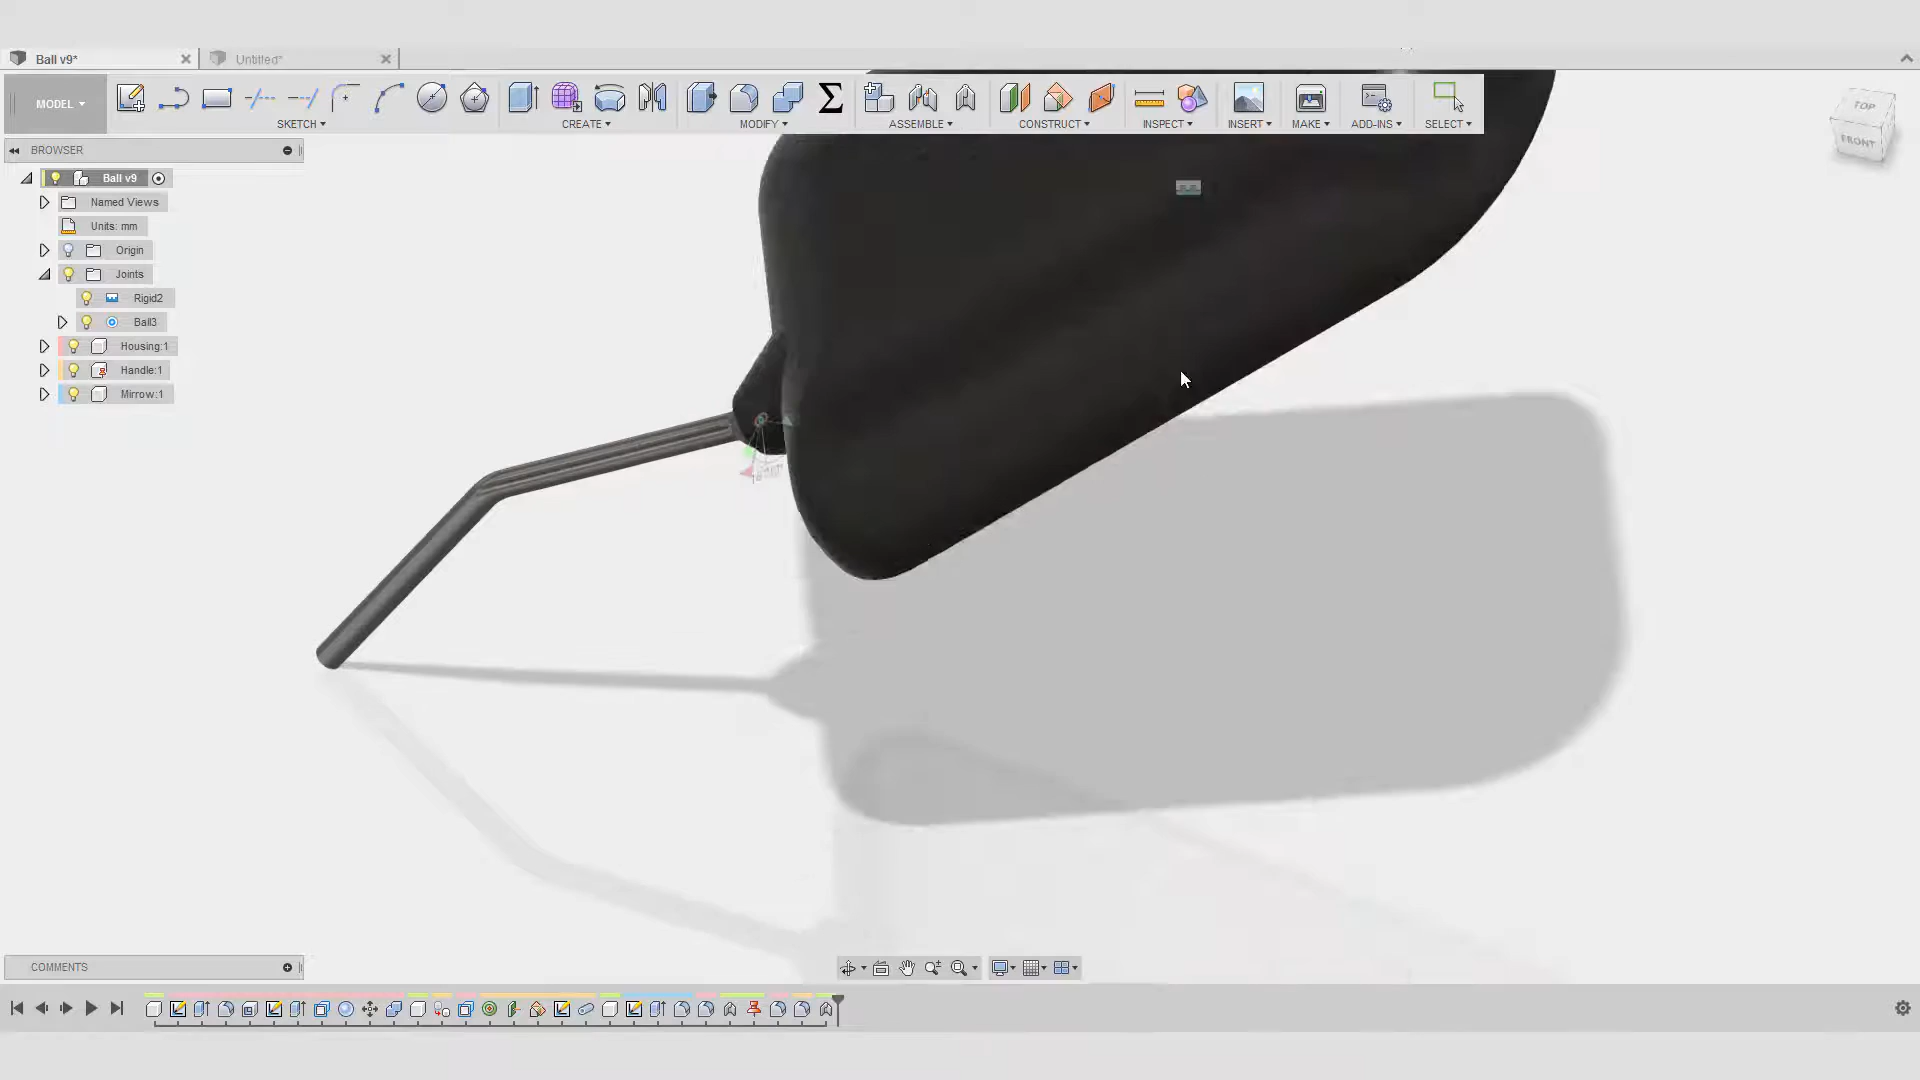 Ball v9*
Untitled*
MODEL
SKETCH
CREATE
MODIFY
ASSEMBLE
CONSTRUCT
INSPECT
INSERT
MAKE
ADD-INS
SELECT
TOP
FRONT
BROWSER
Ball v9
Named Views
Units: mm
Origin
Joints
Rigid2
Ball3
Housing:1
Handle:1
Mirrow:1
COMMENTS